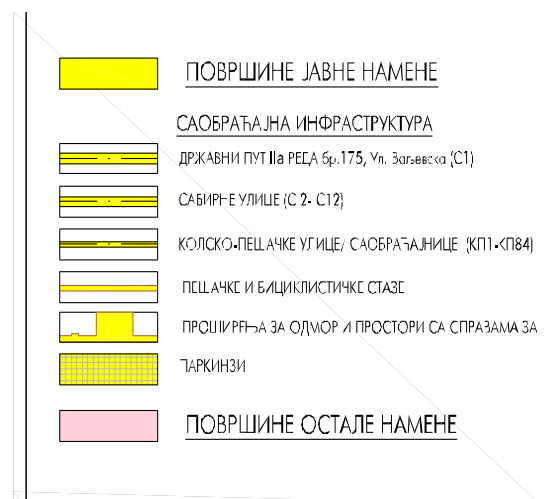 ПОВРШИНЕ ЈАВНЕ НАМЕНЕ
САОБРАЋАЈНА ИНФРАСТРУКТУРА
ДРЖАВНИ ПУТ IIа РЕДА бр.175, Ул. Ваљевска (С1)
САБИРНЕ УЛИЦЕ (С 2- С12)
КОЛСКО-ПЕШАЧКЕ УЛИЦЕ/ САОБРАЋАЈНИЦЕ (КП1-КП84)
ПЕШАЧКЕ И БИЦИКЛИСТИЧКЕ СТАЗЕ
ПРОШИРЕЊА ЗА ОДМОР И ПРОСТОРИ СА СПРАВАМА ЗА
ПАРКИНЗИ
ПОВРШИНЕ ОСТАЛЕ НАМЕНЕ